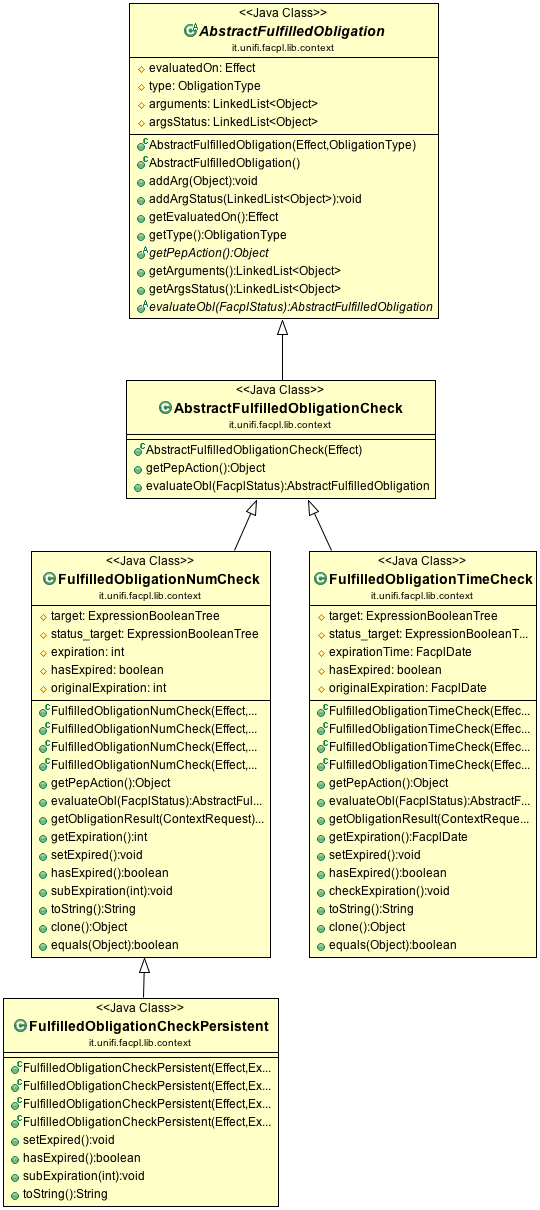 <<Java Class>>
AbstractFulfilledObligation
it.unifi.facpl.lib.context
evaluatedOn: Effect
type: ObligationType
arguments: LinkedList<Object>
argsStatus: LinkedList<Object>
AbstractFulfilledObligation(Effect,ObligationType)
AbstractFulfilledObligation()
addArg(Object):void
addArgStatus(LinkedList<Object>):void
getEvaluatedOn():Effect
getType():ObligationType
getPepAction():Object
getArguments():LinkedList<Object>
getArgsStatus():LinkedList<Object>
evaluateObl(FacplStatus):AbstractFulfilledObligation
<<Java Class>>
AbstractFulfilledObligationCheck
it.unifi.facpl.lib.context
AbstractFulfilledObligationCheck(Effect)
getPepAction():Object
evaluateObl(FacplStatus):AbstractFulfilledObligation
<<Java Class>>
FulfilledObligationNumCheck
it.unifi.facpl.lib.context
target: ExpressionBooleanTree
status_target: ExpressionBooleanTree
expiration: int
hasExpired: boolean
originalExpiration: int
FulfilledObligationNumCheck(Effect,...
FulfilledObligationNumCheck(Effect,...
FulfilledObligationNumCheck(Effect,...
FulfilledObligationNumCheck(Effect,...
getPepAction():Object
evaluateObl(FacplStatus):AbstractFul...
getObligationResult(ContextRequest)...
getExpiration():int
setExpired():void
hasExpired():boolean
subExpiration(int):void
toString():String
clone():Object
equals(Object):boolean
<<Java Class>>
FulfilledObligationTimeCheck
it.unifi.facpl.lib.context
target: ExpressionBooleanTree
status_target: ExpressionBooleanT...
expirationTime: FacplDate
hasExpired: boolean
originalExpiration: FacplDate
FulfilledObligationTimeCheck(Effec...
FulfilledObligationTimeCheck(Effec...
FulfilledObligationTimeCheck(Effec...
FulfilledObligationTimeCheck(Effec...
getPepAction():Object
evaluateObl(FacplStatus):AbstractF...
getObligationResult(ContextReque...
getExpiration():FacplDate
setExpired():void
hasExpired():boolean
checkExpiration():void
toString():String
clone():Object
equals(Object):boolean
<<Java Class>>
FulfilledObligationCheckPersistent
it.unifi.facpl.lib.context
FulfilledObligationCheckPersistent(Effect,Ex...
FulfilledObligationCheckPersistent(Effect,Ex...
FulfilledObligationCheckPersistent(Effect,Ex...
FulfilledObligationCheckPersistent(Effect,Ex...
setExpired():void
hasExpired():boolean
subExpiration(int):void
toString():String